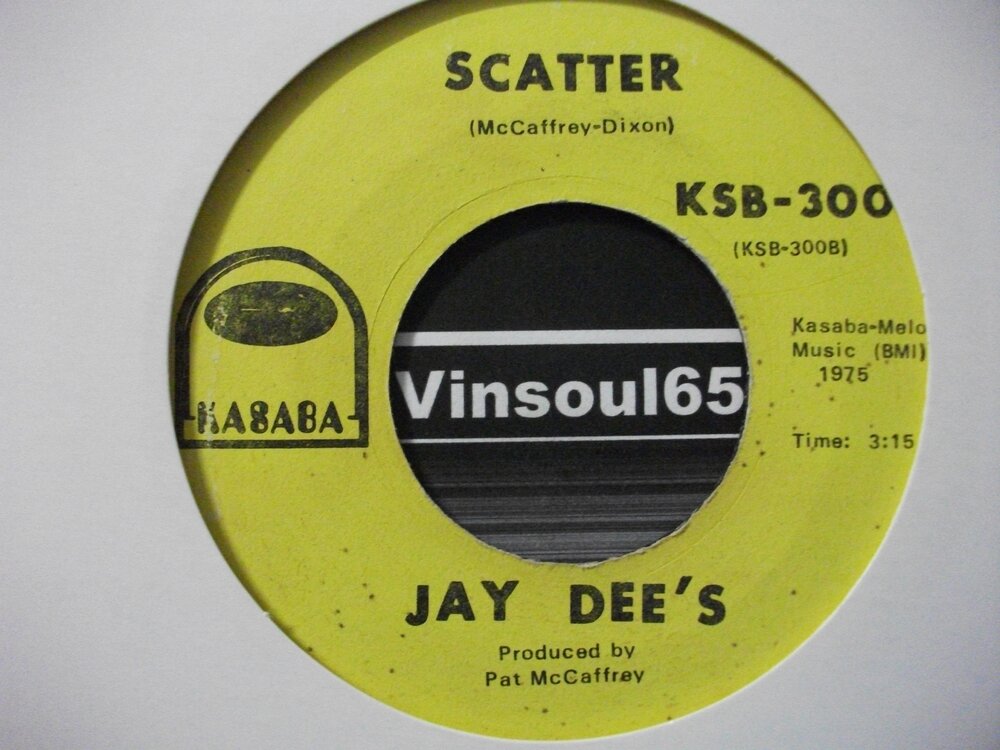 SCATTER
(McCaffrey-Dixon)
KSB-300
(KSB-300B)
KASABA
Kasaba-Melo
Music (BMI)
1975
Time: 3:15
Vinsoul65
JAY DEE'S
Produced by
Pat McCaffrey